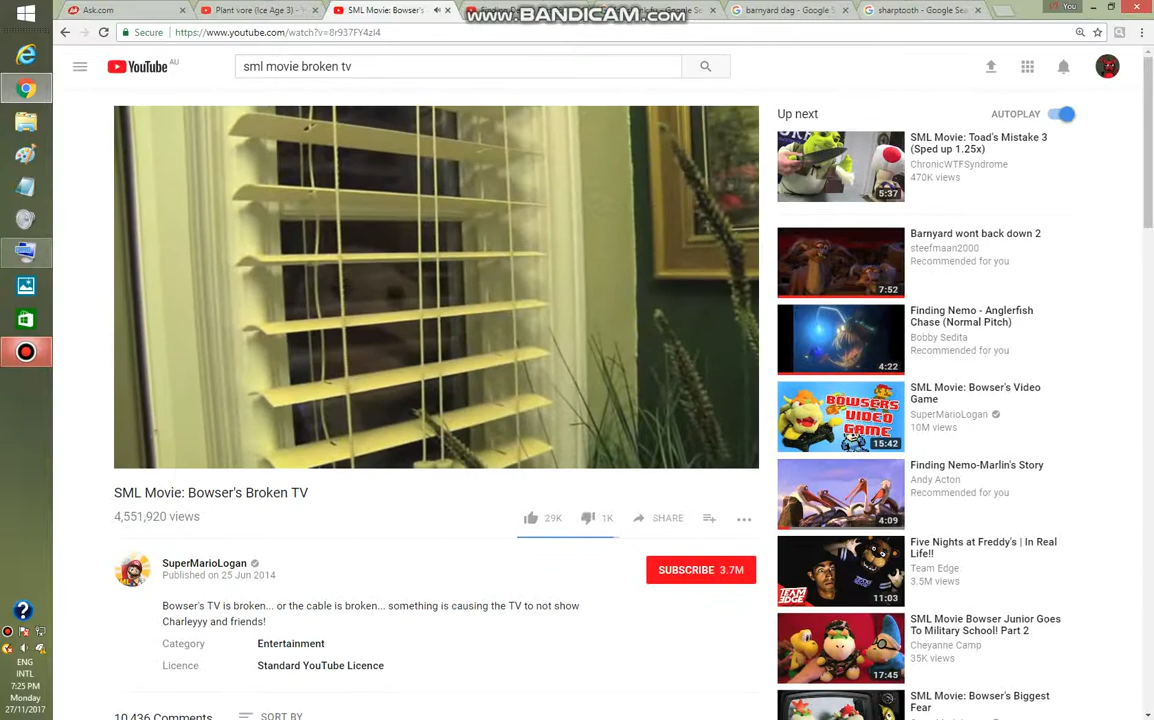 Ask.com
Plant vore (Ice Age 3) - 
SML Movie: Bowser's
barnyard dag - Google S
sharptooth - Google Sea
You
www.BANDICAM.com
Secure
https://www.youtube.com/watch?v=8r937FY4zI4
YouTube AU
sml movie broken tv
Up next
AUTOPLAY
SML Movie: Toad's Mistake 3
(Sped up 1.25x)
ChronicWTFSyndrome
470K views
5:37
Barnyard wont back down 2
steefmaan2000
Recommended for you
7:52
Finding Nemo - Anglerfish
Chase (Normal Pitch)
Bobby Sedita
Recommended for you
4:22
SML Movie: Bowser's Video
Game
SuperMarioLogan
10M views
BOWSERS
VIDEO
GAME
15:42
Finding Nemo-Marlin's Story
Andy Acton
Recommended for you
4:09
Five Nights at Freddy's | In Real
Life!!
Team Edge
3.5M views
TEAM
EDGE
11:03
SML Movie Bowser Junior Goes
To Military School! Part 2
Cheyanne Camp
35K views
17:45
SML Movie: Bowser's Biggest
Fear
SML Movie: Bowser's Broken TV
4,551,920 views
29K
1K
SHARE
SuperMarioLogan
Published on 25 Jun 2014
SUBSCRIBE 3.7M
Bowser's TV is broken... or the cable is broken... something is causing the TV to not show
Charleyyy and friends!
Category
Entertainment
Licence
Standard YouTube Licence
10,436 Comments
SORT BY
ENG
INTL
7:25 PM
Monday
27/11/2017